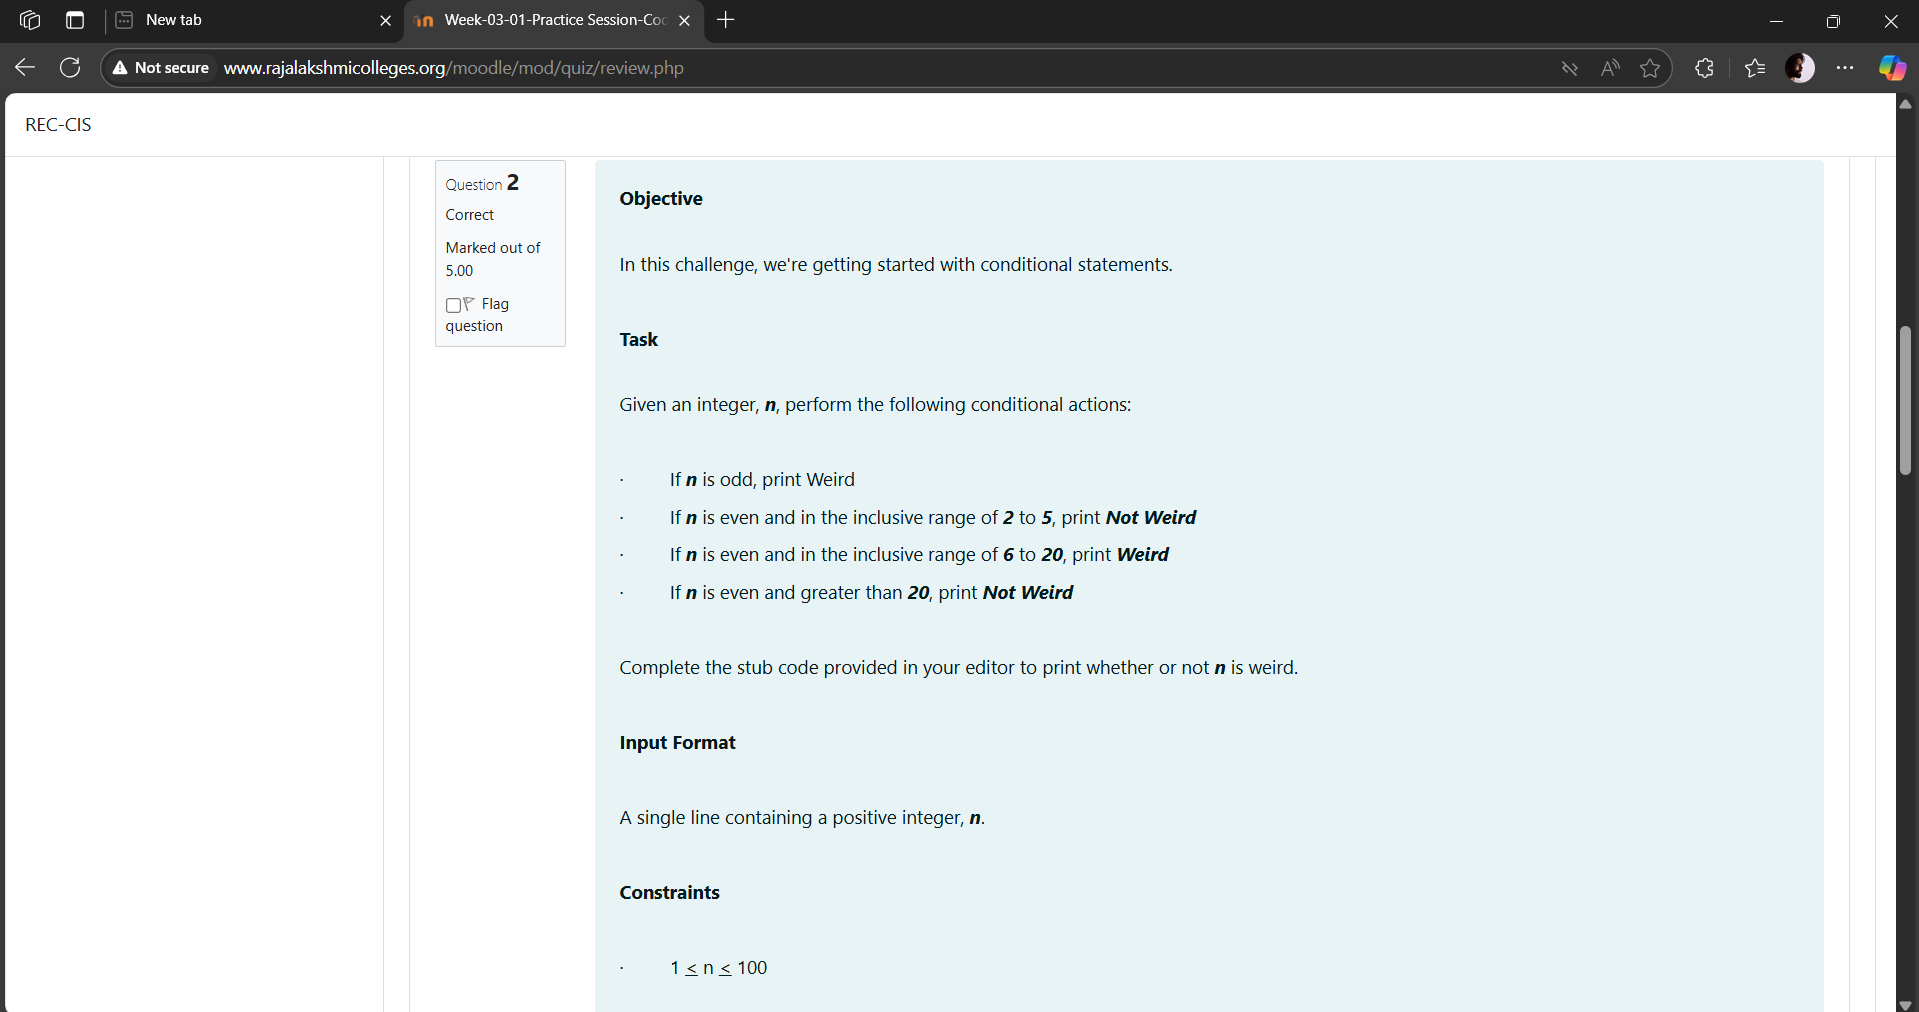 New tab
Week-03-01-Practice Session-Coc
Not secure
www.rajalakshmicolleges.org/moodle/mod/quiz/review.php
REC-CIS
Question 2
Correct
Marked out of
5.00
Flag
question
Objective
In this challenge, we're getting started with conditional statements.
Task
Given an integer, n, perform the following conditional actions:
· If n is odd, print Weird
· If n is even and in the inclusive range of 2 to 5, print Not Weird
· If n is even and in the inclusive range of 6 to 20, print Weird
· If n is even and greater than 20, print Not Weird
Complete the stub code provided in your editor to print whether or not n is weird.
Input Format
A single line containing a positive integer, n.
Constraints
· 1 < n < 100